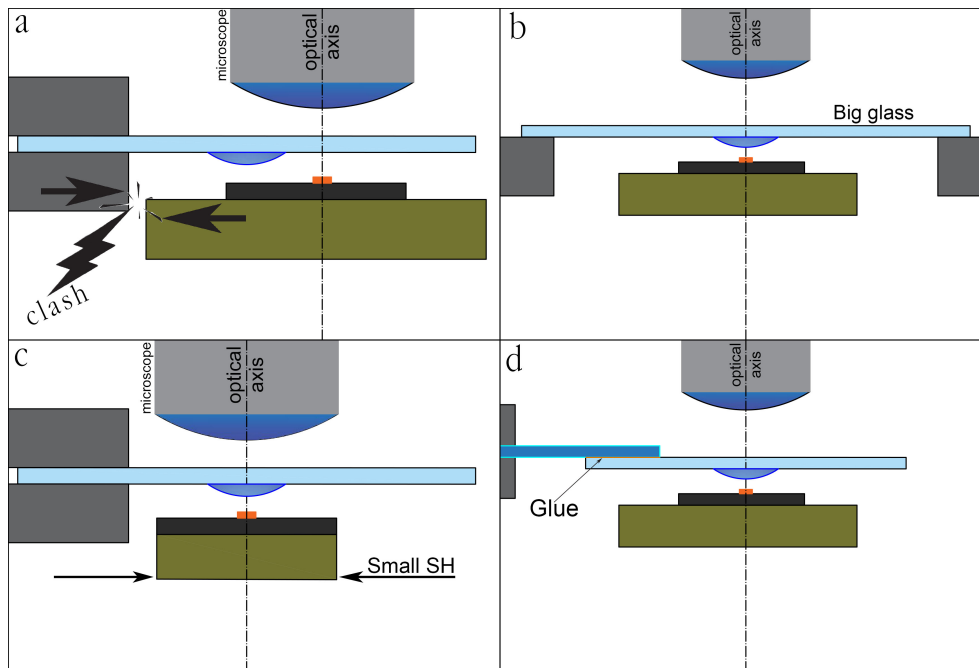 a
microscope
optical
axis
clash
b
optical
axis
Big glass
c
microscope
optical
axis
Small SH
d
optical
axis
Glue